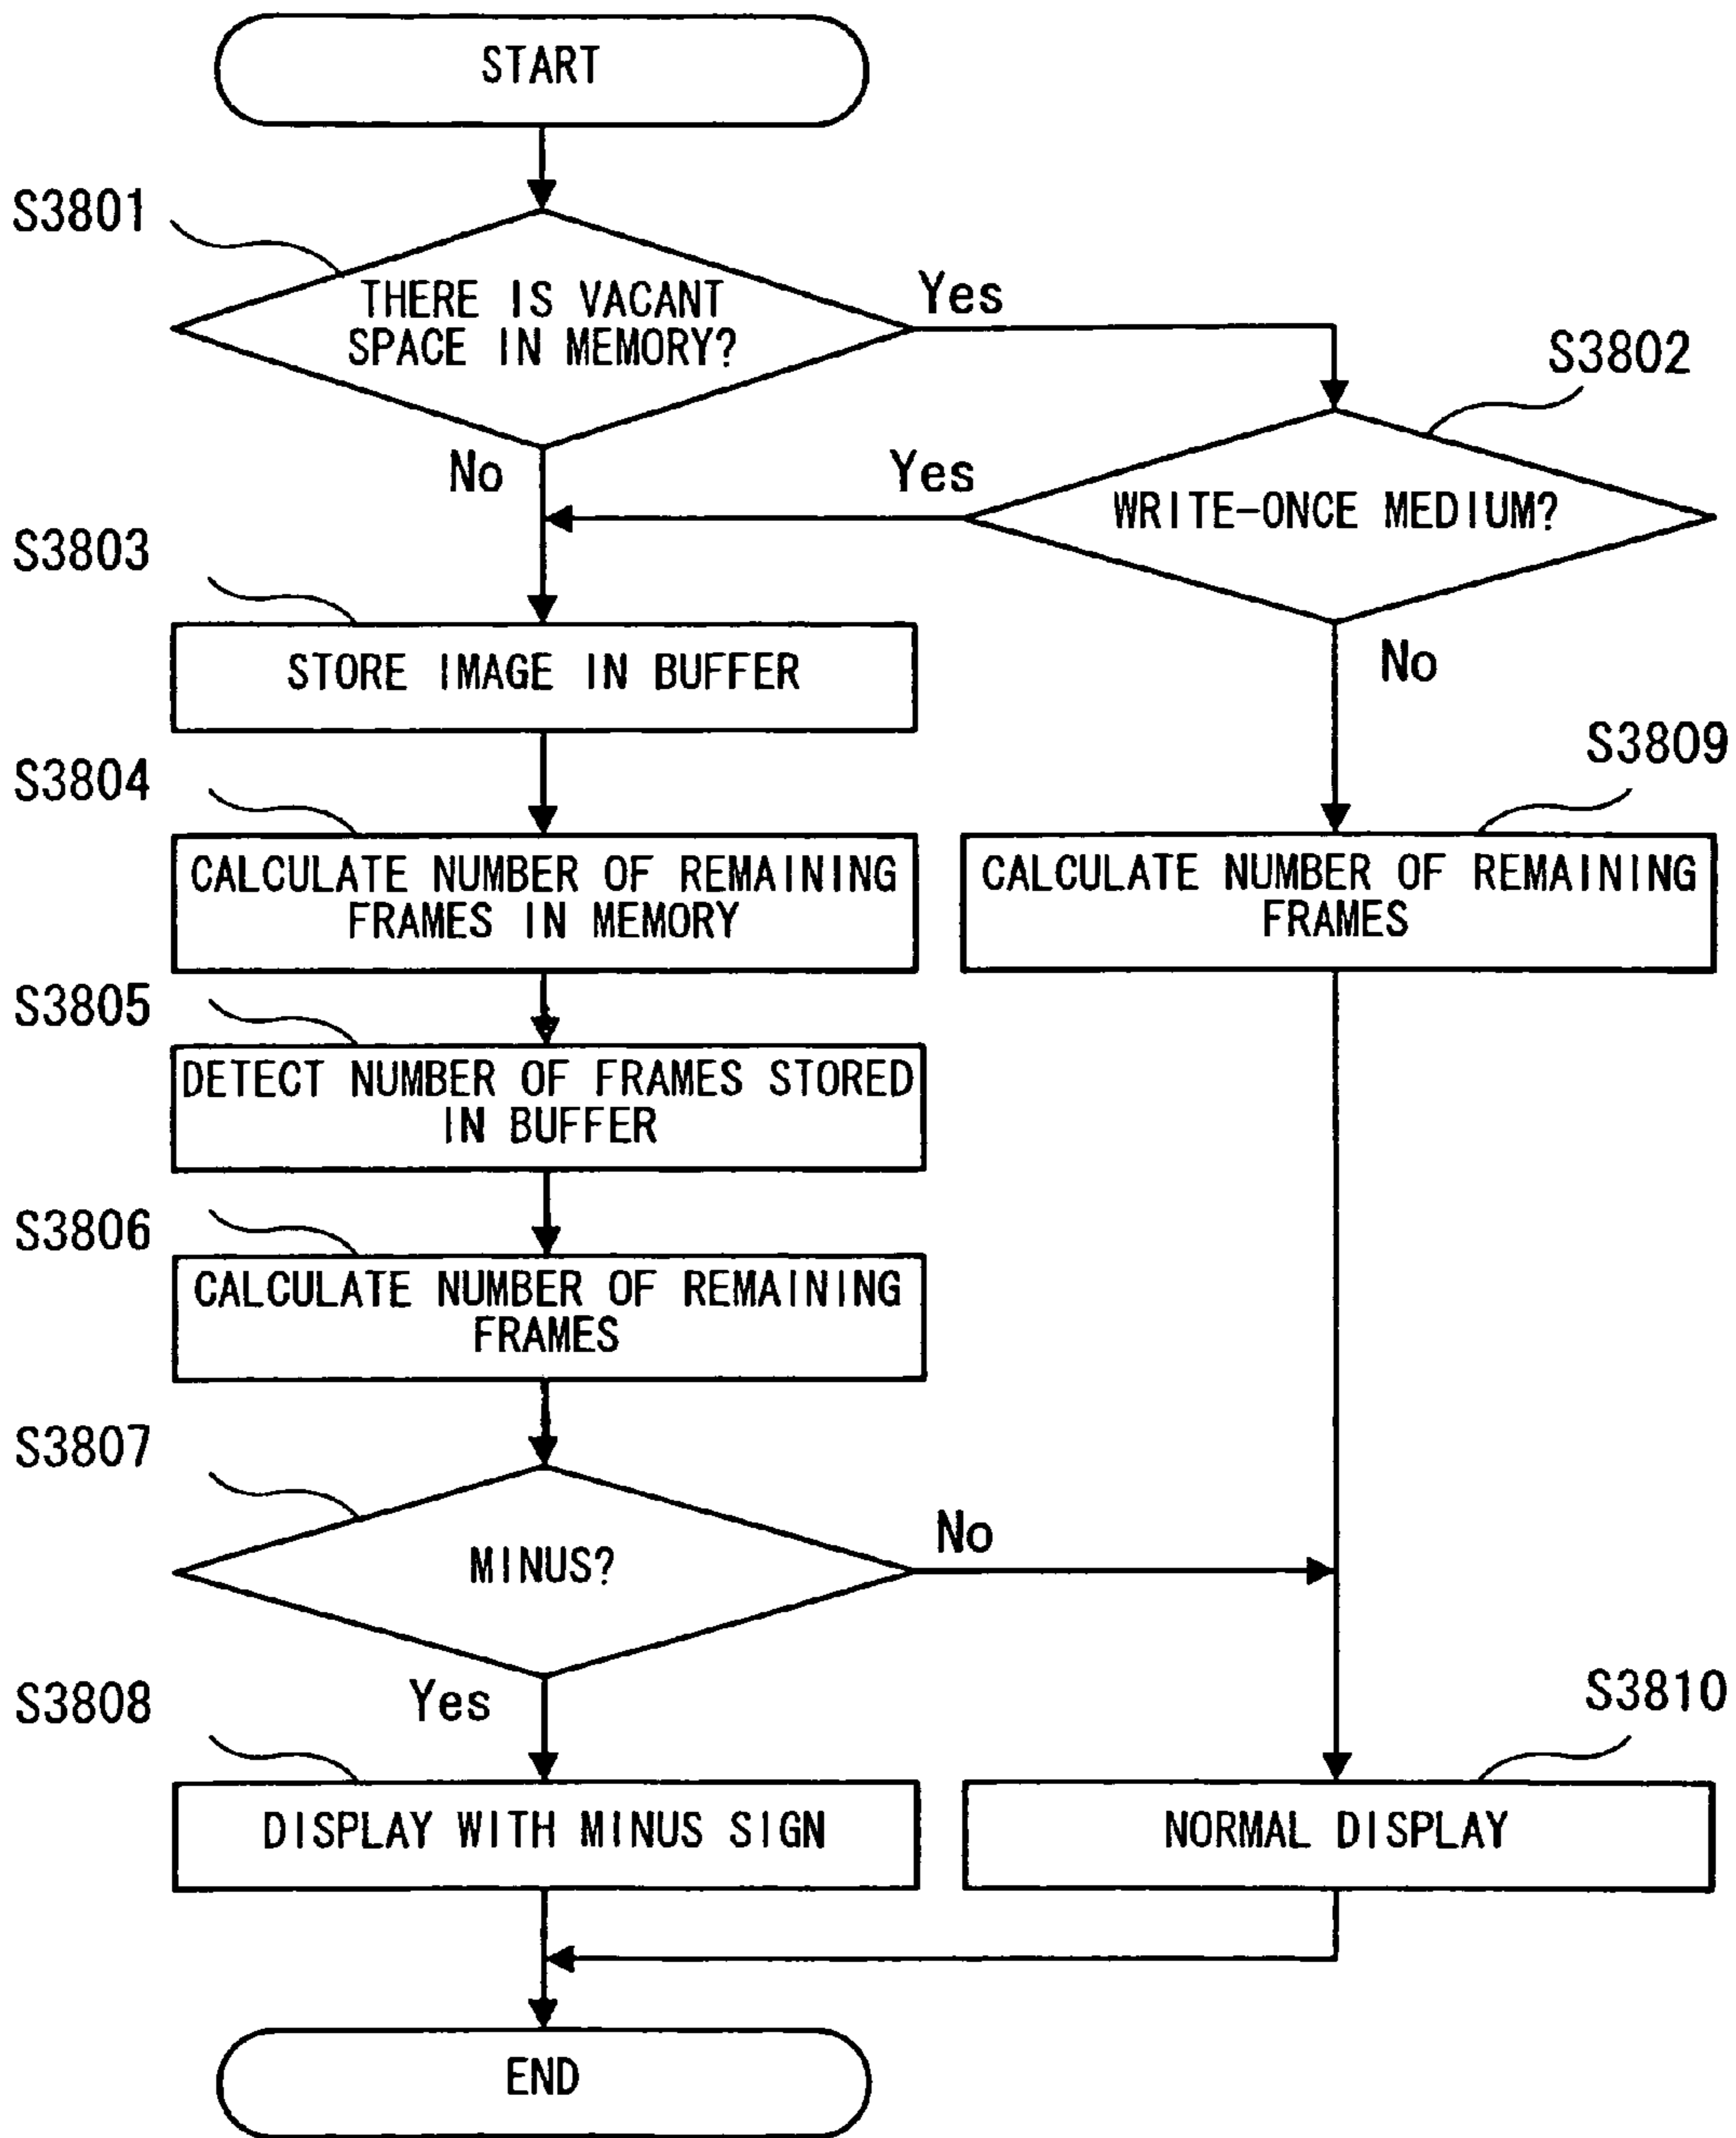 START
S3801
THERE IS VACANT
SPACE IN MEMORY?
Yes
S3802
No
Yes
WRITE-ONCE MEDIUM?
S3803
STORE IMAGE IN BUFFER
No
S3804
S3809
CALCULATE NUMBER OF REMAINING
FRAMES IN MEMORY
CALCULATE NUMBER OF REMAINING
FRAMES
S3805
DETECT NUMBER OF FRAMES STORED
IN BUFFER
S3806
CALCULATE NUMBER OF REMAINING
FRAMES
S3807
MINUS?
No
S3808
Yes
S3810
DISPLAY WITH MINUS SIGN
NORMAL DISPLAY
END